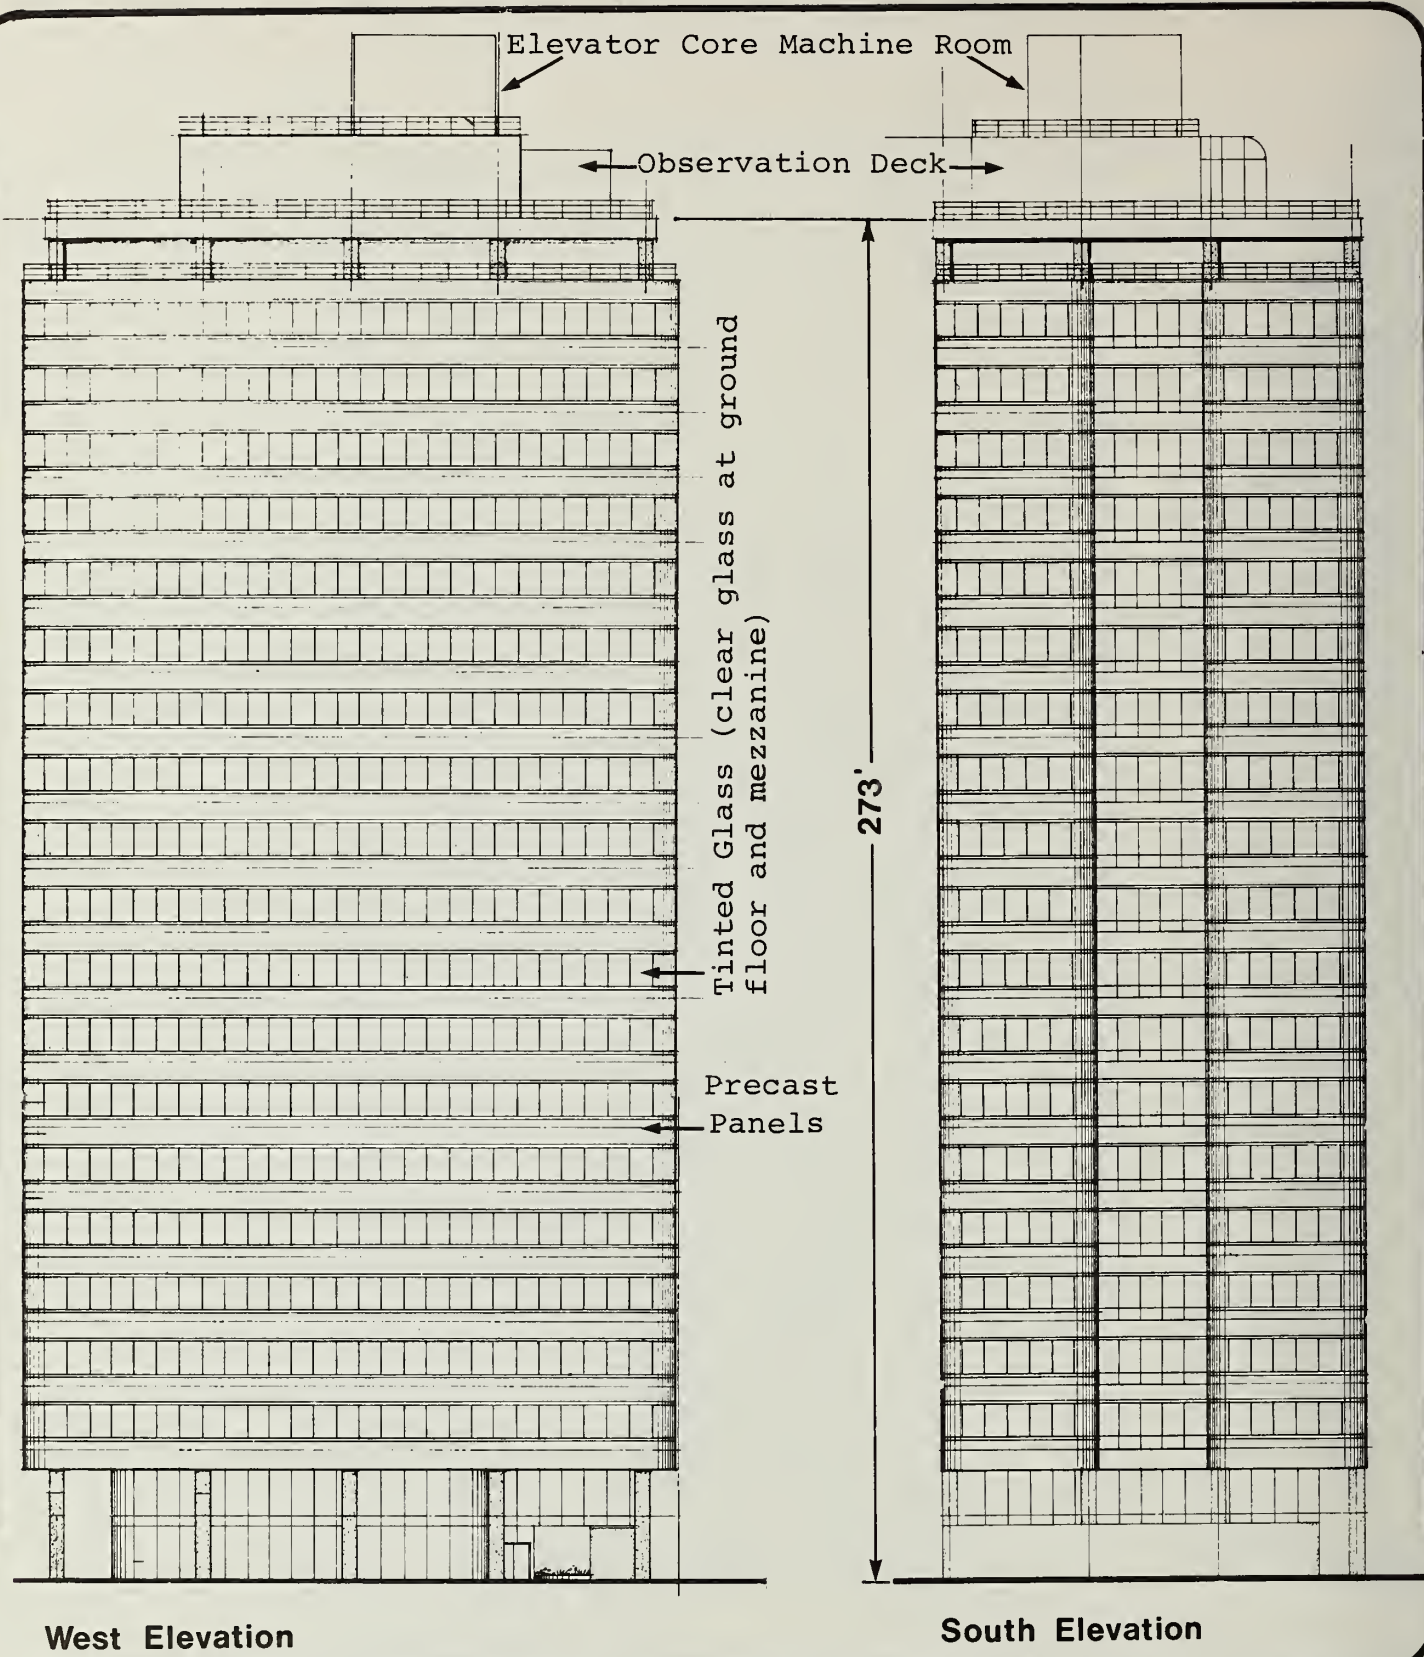 Elevator Core Machine Room
Observation Deck
Tinted Glass (clear glass at ground
floor and mezzanine)
273'
Precast
Panels
West Elevation
South Elevation